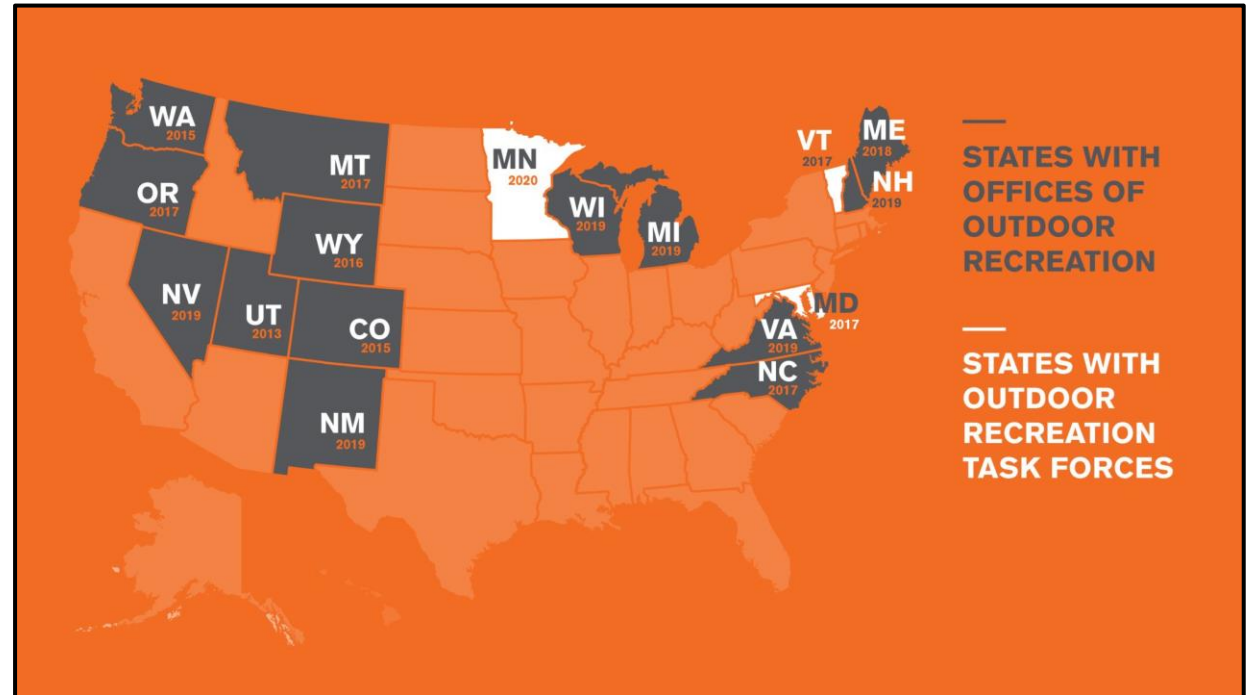 WA
2015
OR
2017
MT
2017
WY
2016
NV
2019
UT
2013
CO
2015
NM
2019
MN
2020
WI
2019
MI
2019
VT
2017
ME
2018
NH
2019
MD
2017
VA
2019
NC
2017
STATES WITH
OFFICES OF
OUTDOOR
RECREATION
STATES WITH
OUTDOOR
RECREATION
TASK FORCES